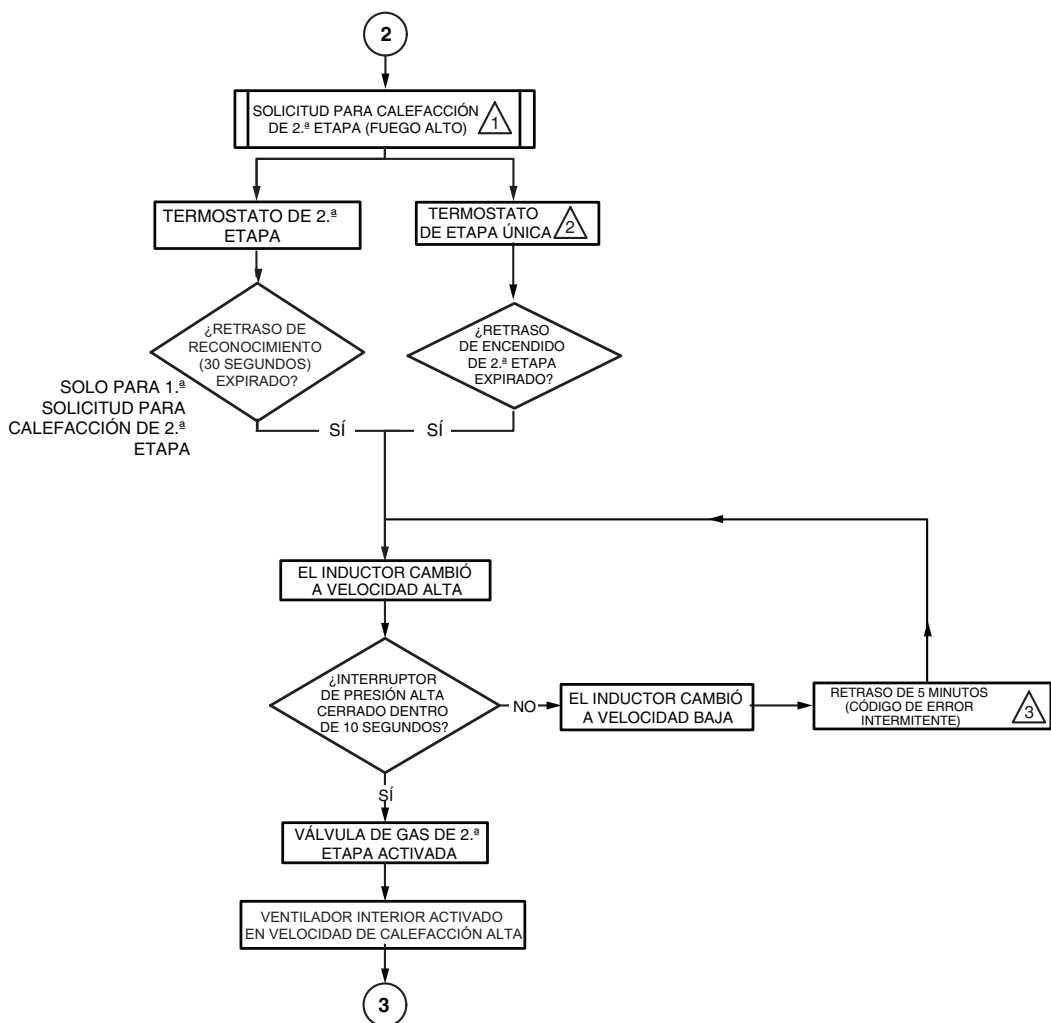 2
SOLICITUD PARA CALEFACCIÓN
DE 2.ª ETAPA (FUEGO ALTO)
1
TERMOSTATO DE 2.ª
ETAPA
TERMOSTATO
DE ETAPA ÚNICA
2
¿RETRASO DE
RECONOCIMIENTO
(30 SEGUNDOS)
EXPIRADO?
¿RETRASO
DE ENCENDIDO
DE 2.ª ETAPA
EXPIRADO?
SOLO PARA 1.ª
SOLICITUD PARA
CALEFACCIÓN DE 2.ª
ETAPA
SÍ
SÍ
EL INDUCTOR CAMBIÓ
A VELOCIDAD ALTA
¿INTERRUPTOR
DE PRESIÓN ALTA
CERRADO DENTRO
DE 10 SEGUNDOS?
NO
EL INDUCTOR CAMBIÓ
A VELOCIDAD BAJA
RETRASO DE 5 MINUTOS
(CÓDIGO DE ERROR
INTERMITENTE)
3
SÍ
VÁLVULA DE GAS DE 2.ª
ETAPA ACTIVADA
VENTILADOR INTERIOR ACTIVADO
EN VELOCIDAD DE CALEFACCIÓN ALTA
3